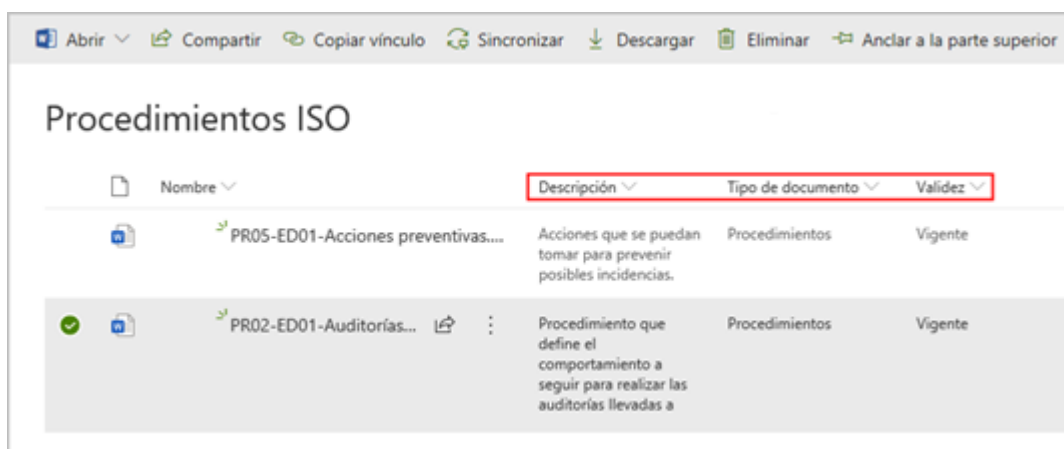 Abrir Compartir Copiar vínculo Sincronizar Descargar Eliminar Anclar a la parte superior
Procedimientos ISO
Nombre Descripción Tipo de documento Validez
PR05-ED01-Acciones preventivas.... Acciones que se puedan Procedimientos Vigente
tomar para prevenir
posibles incidencias.
PR02-ED01-Auditorías... Procedimiento que Procedimientos Vigente
define el
comportamiento a
seguir para realizar las
auditorías llevadas a